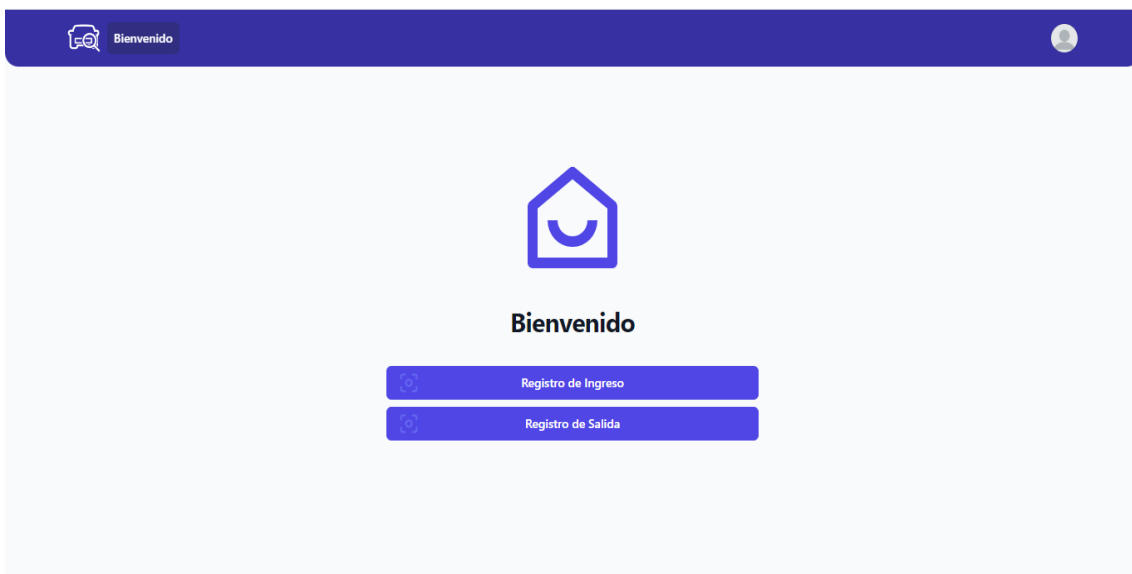 Bienvenido
Bienvenido
Registro de Ingreso
Registro de Salida